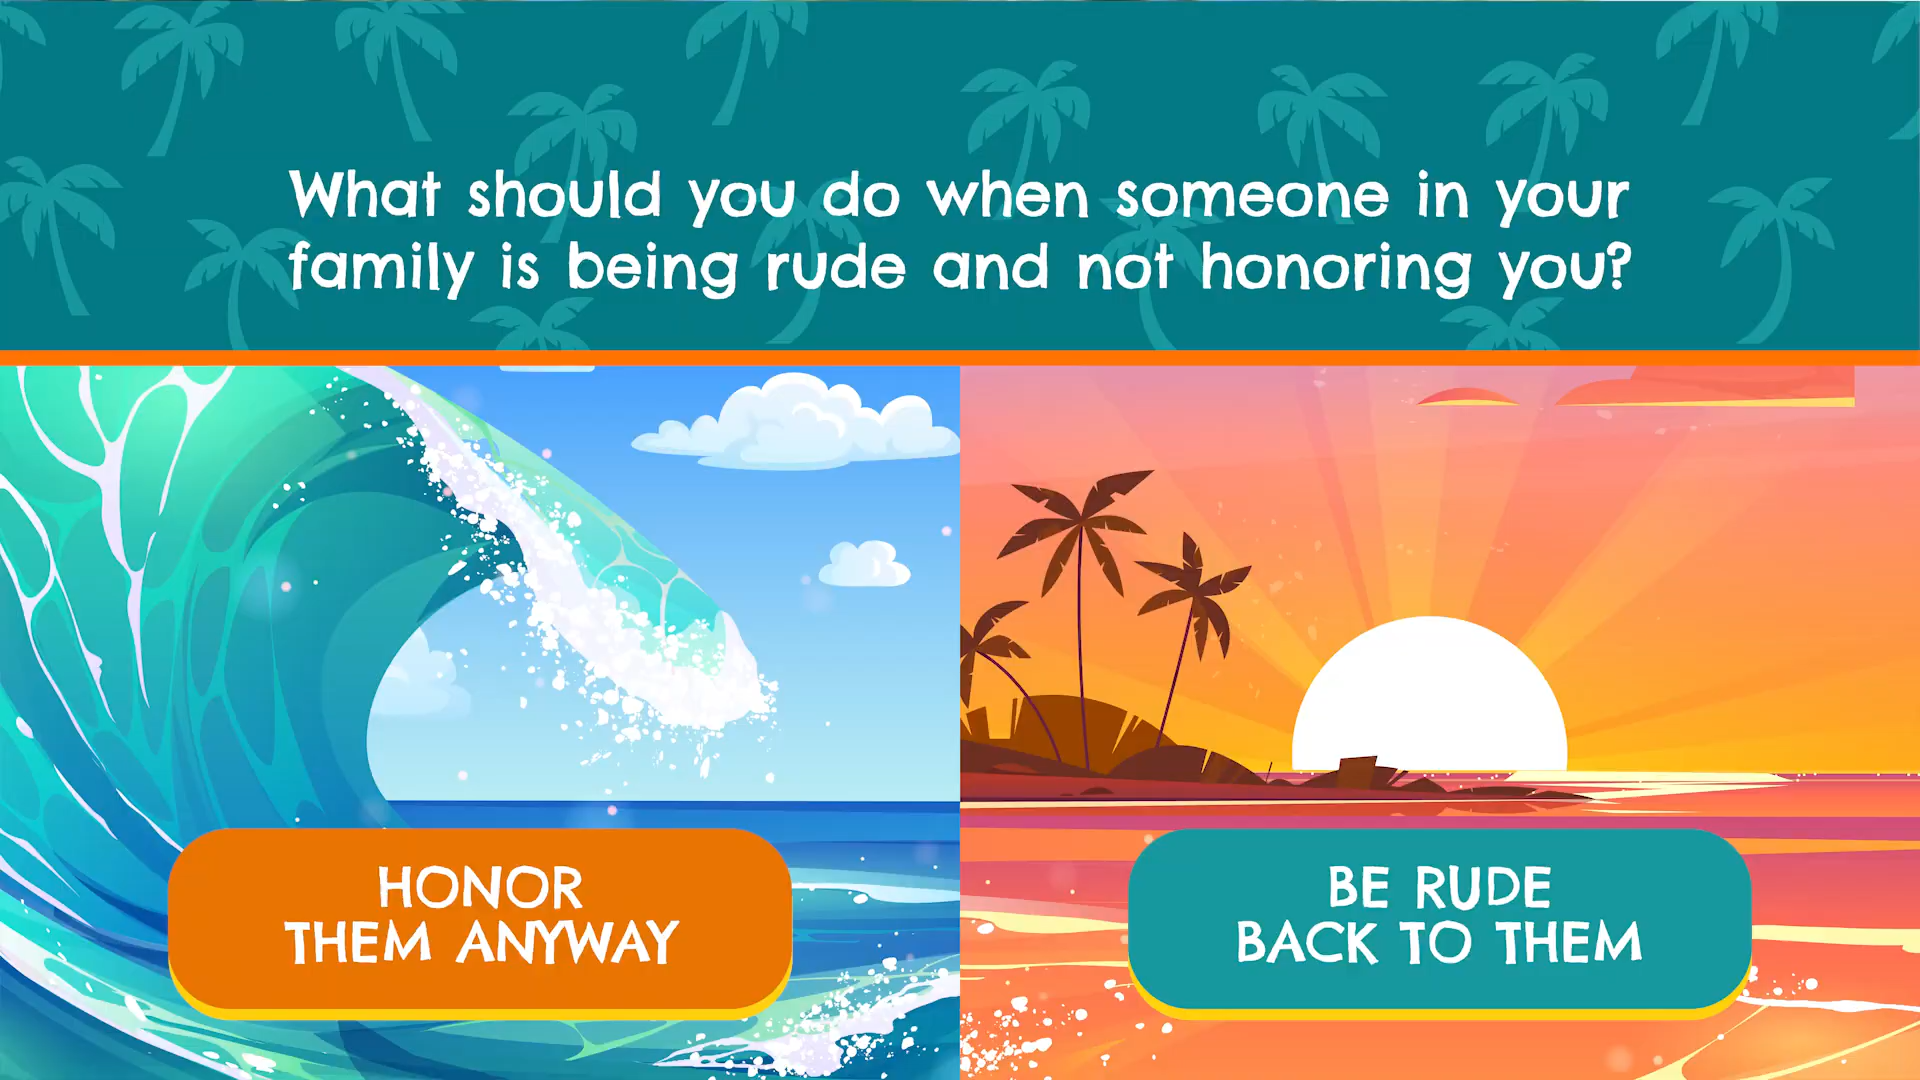 What should you do when someone in your
family is being rude and not honoring you?
HONOR
THEM ANYWAY
BE RUDE
BACK TO THEM